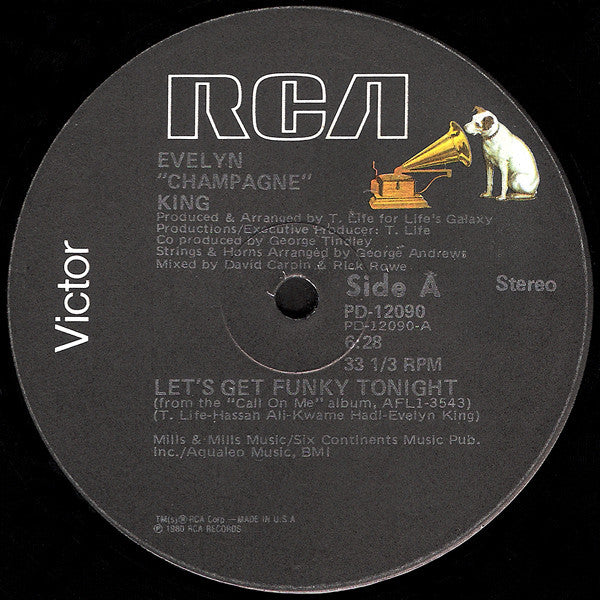 RCA
EVELYN
"CHAMPAGNE"
KING
Produced & Arranged by T. Life for Life's Galaxy
Productions/Executive Producer: T. Life
Co produced by George Tindley
Strings & Horns Arranged by George Andrews
Mixed by David Carpin & Rick Rowe
Victor
Side A
Stereo
PD-12090
PD-12090-A
6:28
33 1/3 RPM
LET'S GET FUNKY TONIGHT
(from the "Call On Me" album, AFL1-3543)
(T. Life-Hassan Ali-Kwame Hadi-Evelyn King)
Mills & Mills Music/Six Continents Music Pub.
Inc./Aqualeo Music, BMI
TM(s)® RCA Corp — MADE IN U.S.A
℗ 1980 RCA RECORDS